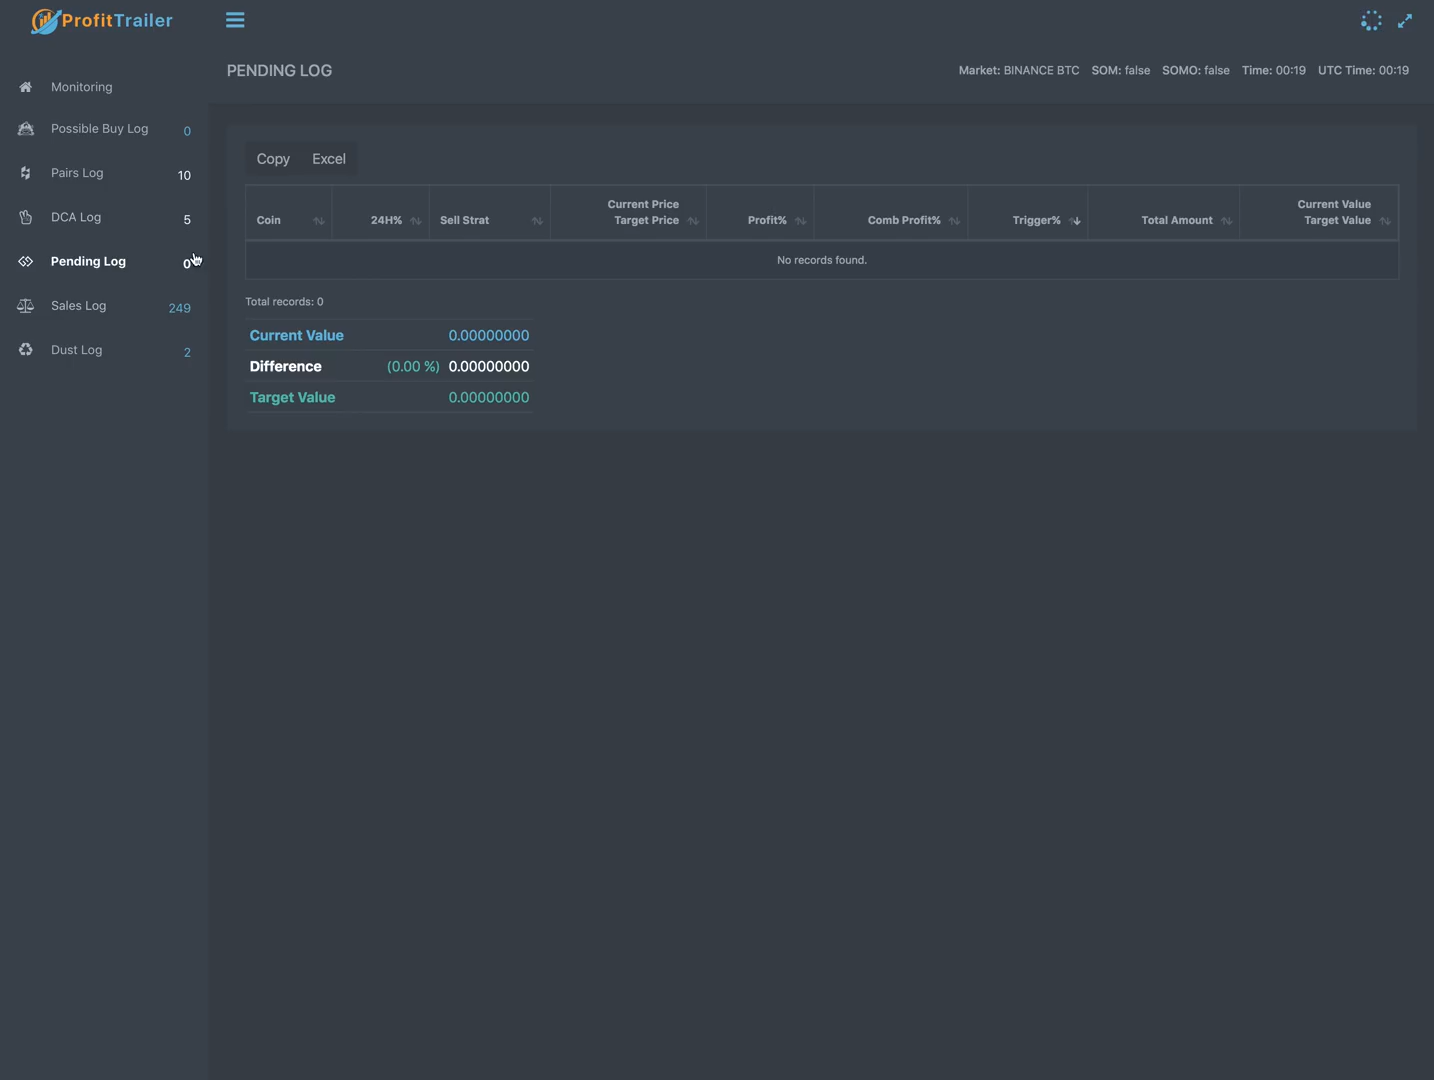 ProfitTrailer
PENDING LOG
Market: BINANCE BTC SOM: false SOMO: false Time: 00:19 UTC Time: 00:19
Monitoring
Possible Buy Log 0
Pairs Log 10
DCA Log 5
Pending Log 0
Sales Log 249
Dust Log 2
Copy Excel
Coin 24H% Sell Strat Current Price Target Price Profit% Comb Profit% Trigger% Total Amount Current Value Target Value
No records found.
Total records: 0
Current Value 0.00000000
Difference (0.00 %) 0.00000000
Target Value 0.00000000